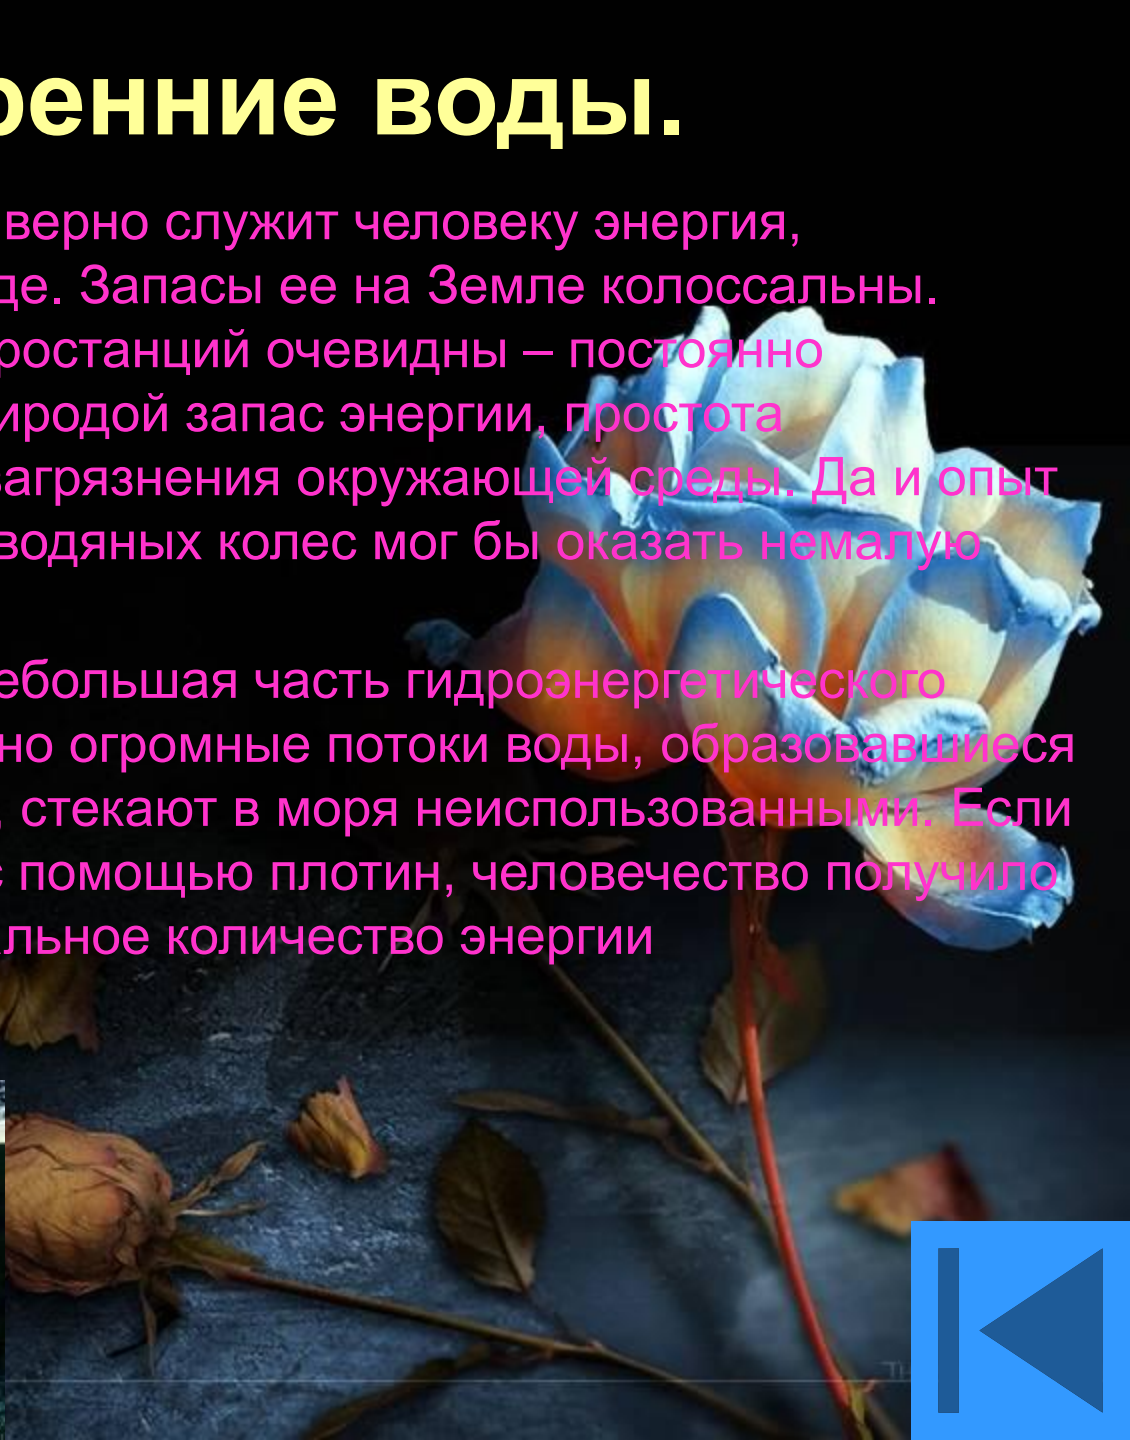 ренние воды.
верно служит человеку энергия,
де. Запасы ее на Земле колоссальны.
ростанций очевидны – постоянно
иродой запас энергии, простота
загрязнения окружающей среды. Да и опыт
водяных колес мог бы оказать немалую
ебольшая часть гидроэнергетического
но огромные потоки воды, образовавшиеся
, стекают в моря неиспользованными. Если
с помощью плотин, человечество получило
льное количество энергии